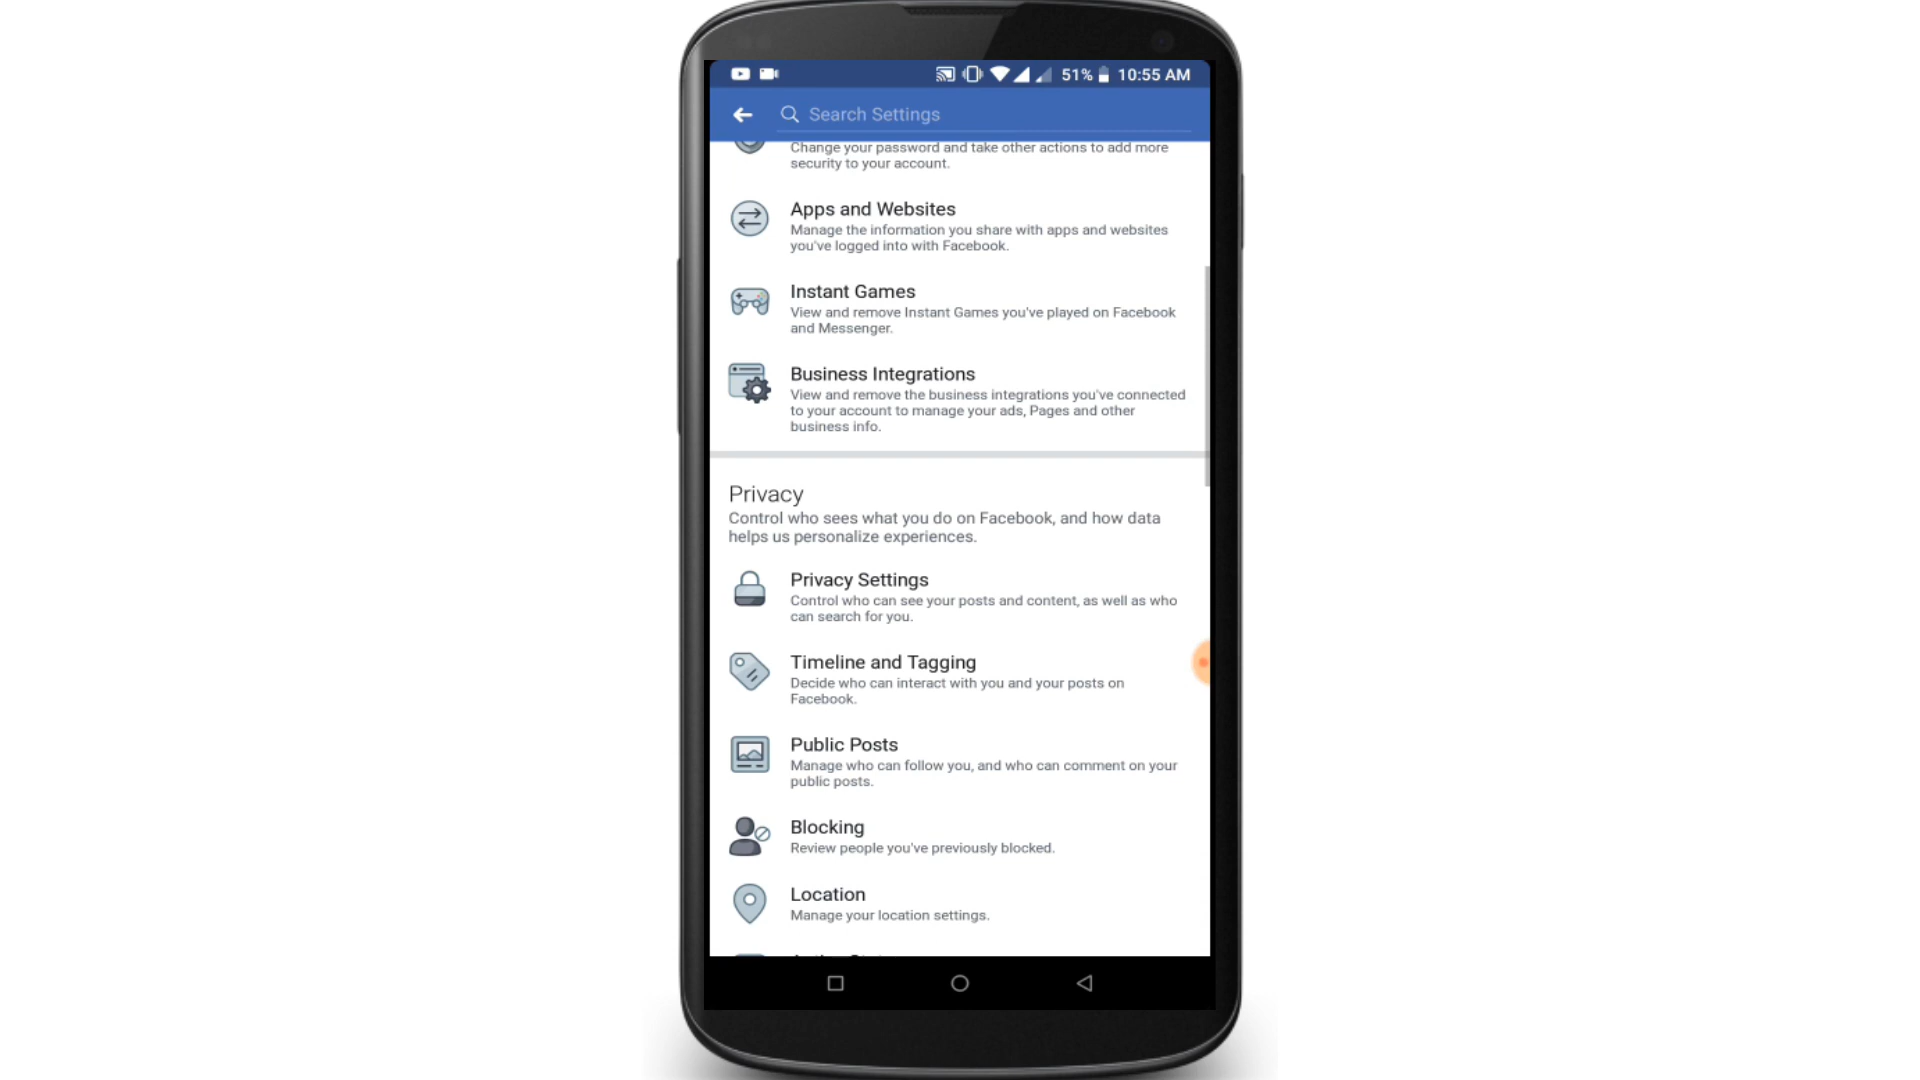 51% 10:55 AM
Search Settings
Change your password and take other actions to add more
security to your account.
Apps and Websites
Manage the information you share with apps and websites
you've logged into with Facebook.
Instant Games
View and remove Instant Games you've played on Facebook
and Messenger.
Business Integrations
View and remove the business integrations you've connected
to your account to manage your ads, Pages and other
business info.
Privacy
Control who sees what you do on Facebook, and how data
helps us personalize experiences.
Privacy Settings
Control who can see your posts and content, as well as who
can search for you.
Timeline and Tagging
Decide who can interact with you and your posts on
Facebook.
Public Posts
Manage who can follow you, and who can comment on your
public posts.
Blocking
Review people you've previously blocked.
Location
Manage your location settings.